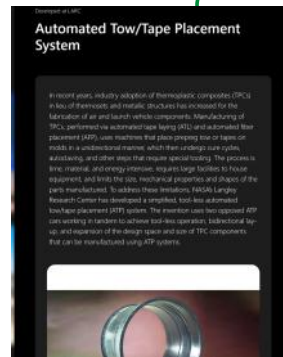 Developed at LARC
Automated Tow/Tape Placement
System
In recent years, industry adoption of thermoplastic composites (TPCs)
in lieu of thermosets and metallic structures has increased for the
fabrication of air and launch vehicle components. Manufacturing of
TPCs, performed via automated tape laying (ATL) and automated fiber
placement (AFP), uses machines that place prepreg tow or tapes on
molds in a unidirectional manner, which then undergo cure cycles,
autoclaving, and other steps that require special tooling. The process is
time, material, and energy-intensive, requires large facilities to house
equipment, and limits the size, mechanical properties and shapes of the
parts manufactured. To address these limitations, NASA's Langley
Research Center has developed a simplified, tool-less automated
tow/tape placement (ATP) system. The invention uses two opposed ATP
cars working in tandem to achieve tool-less operation, bidirectional lay-
up, and expansion of the design space and size of TPC components
that can be manufactured using ATP systems.